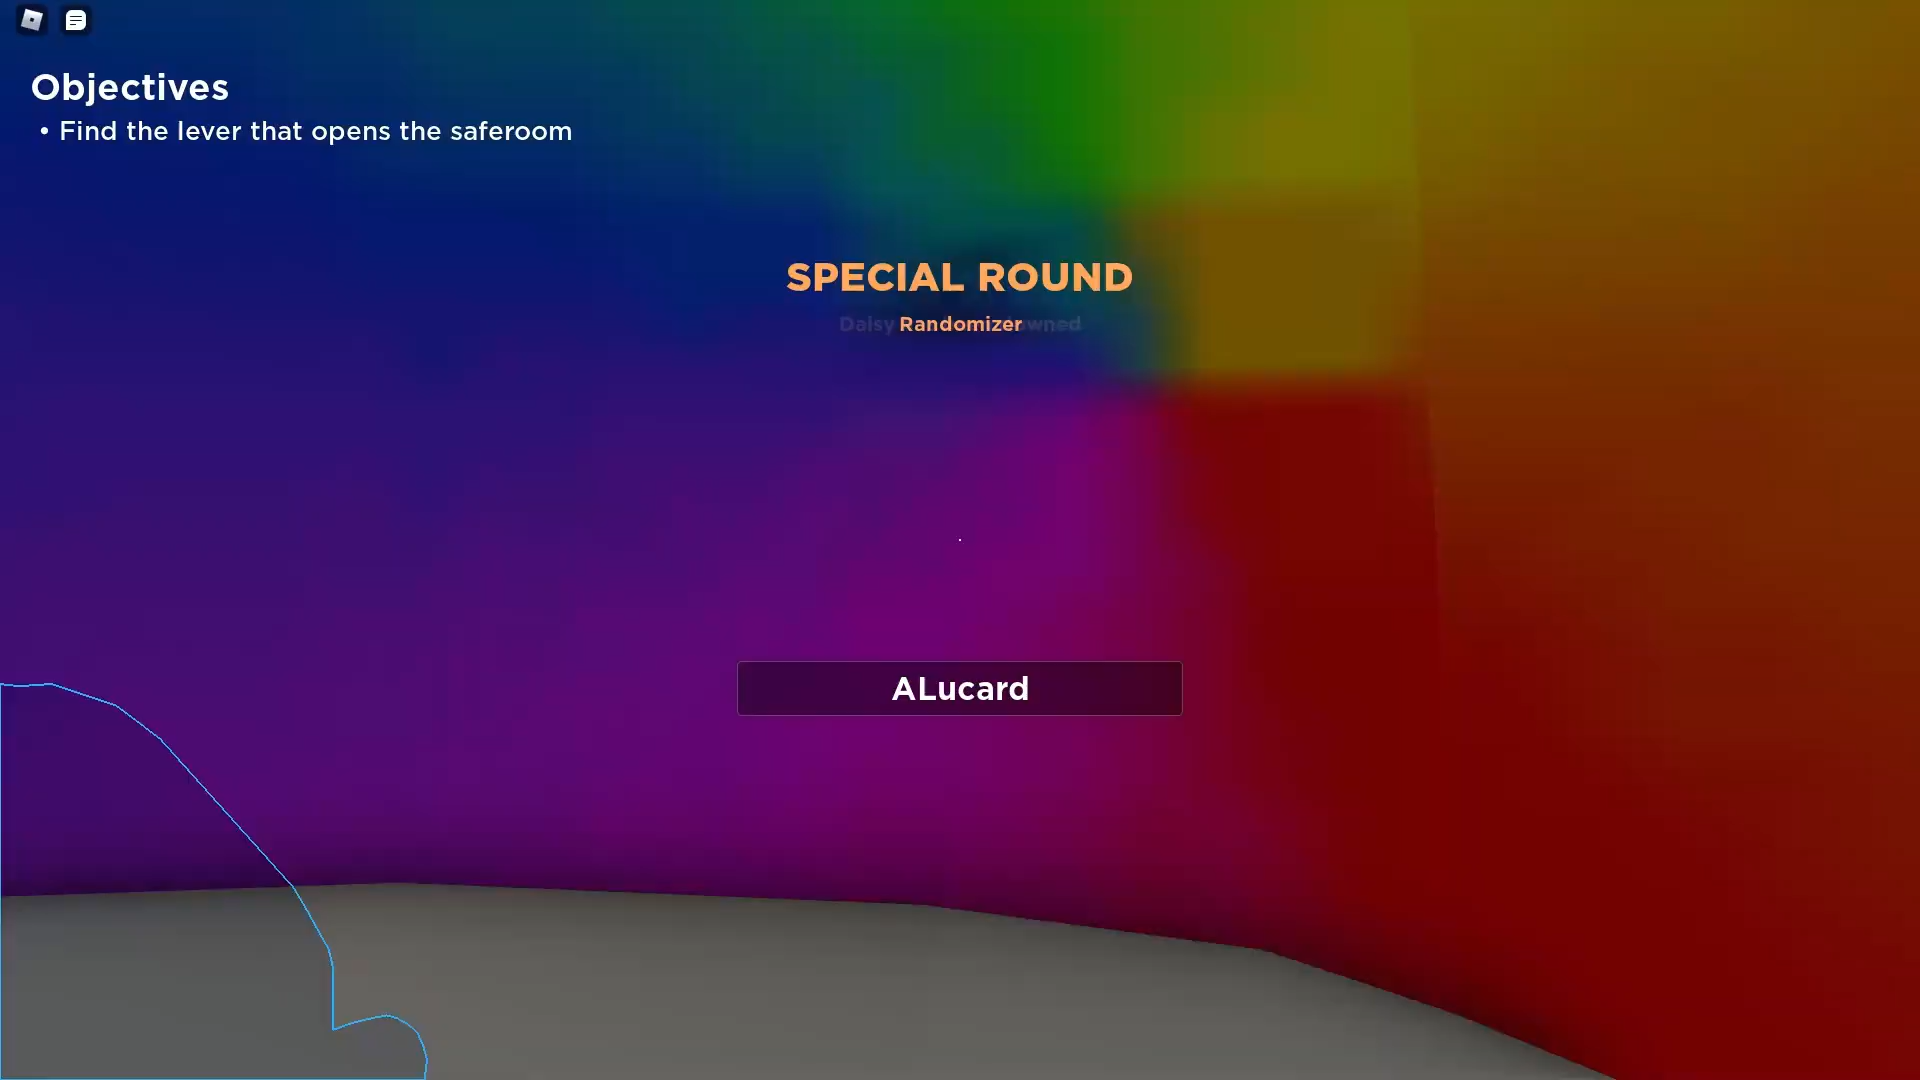 Objectives
• Find the lever that opens the saferoom
SPECIAL ROUND
Daisy Randomizer
ALucard